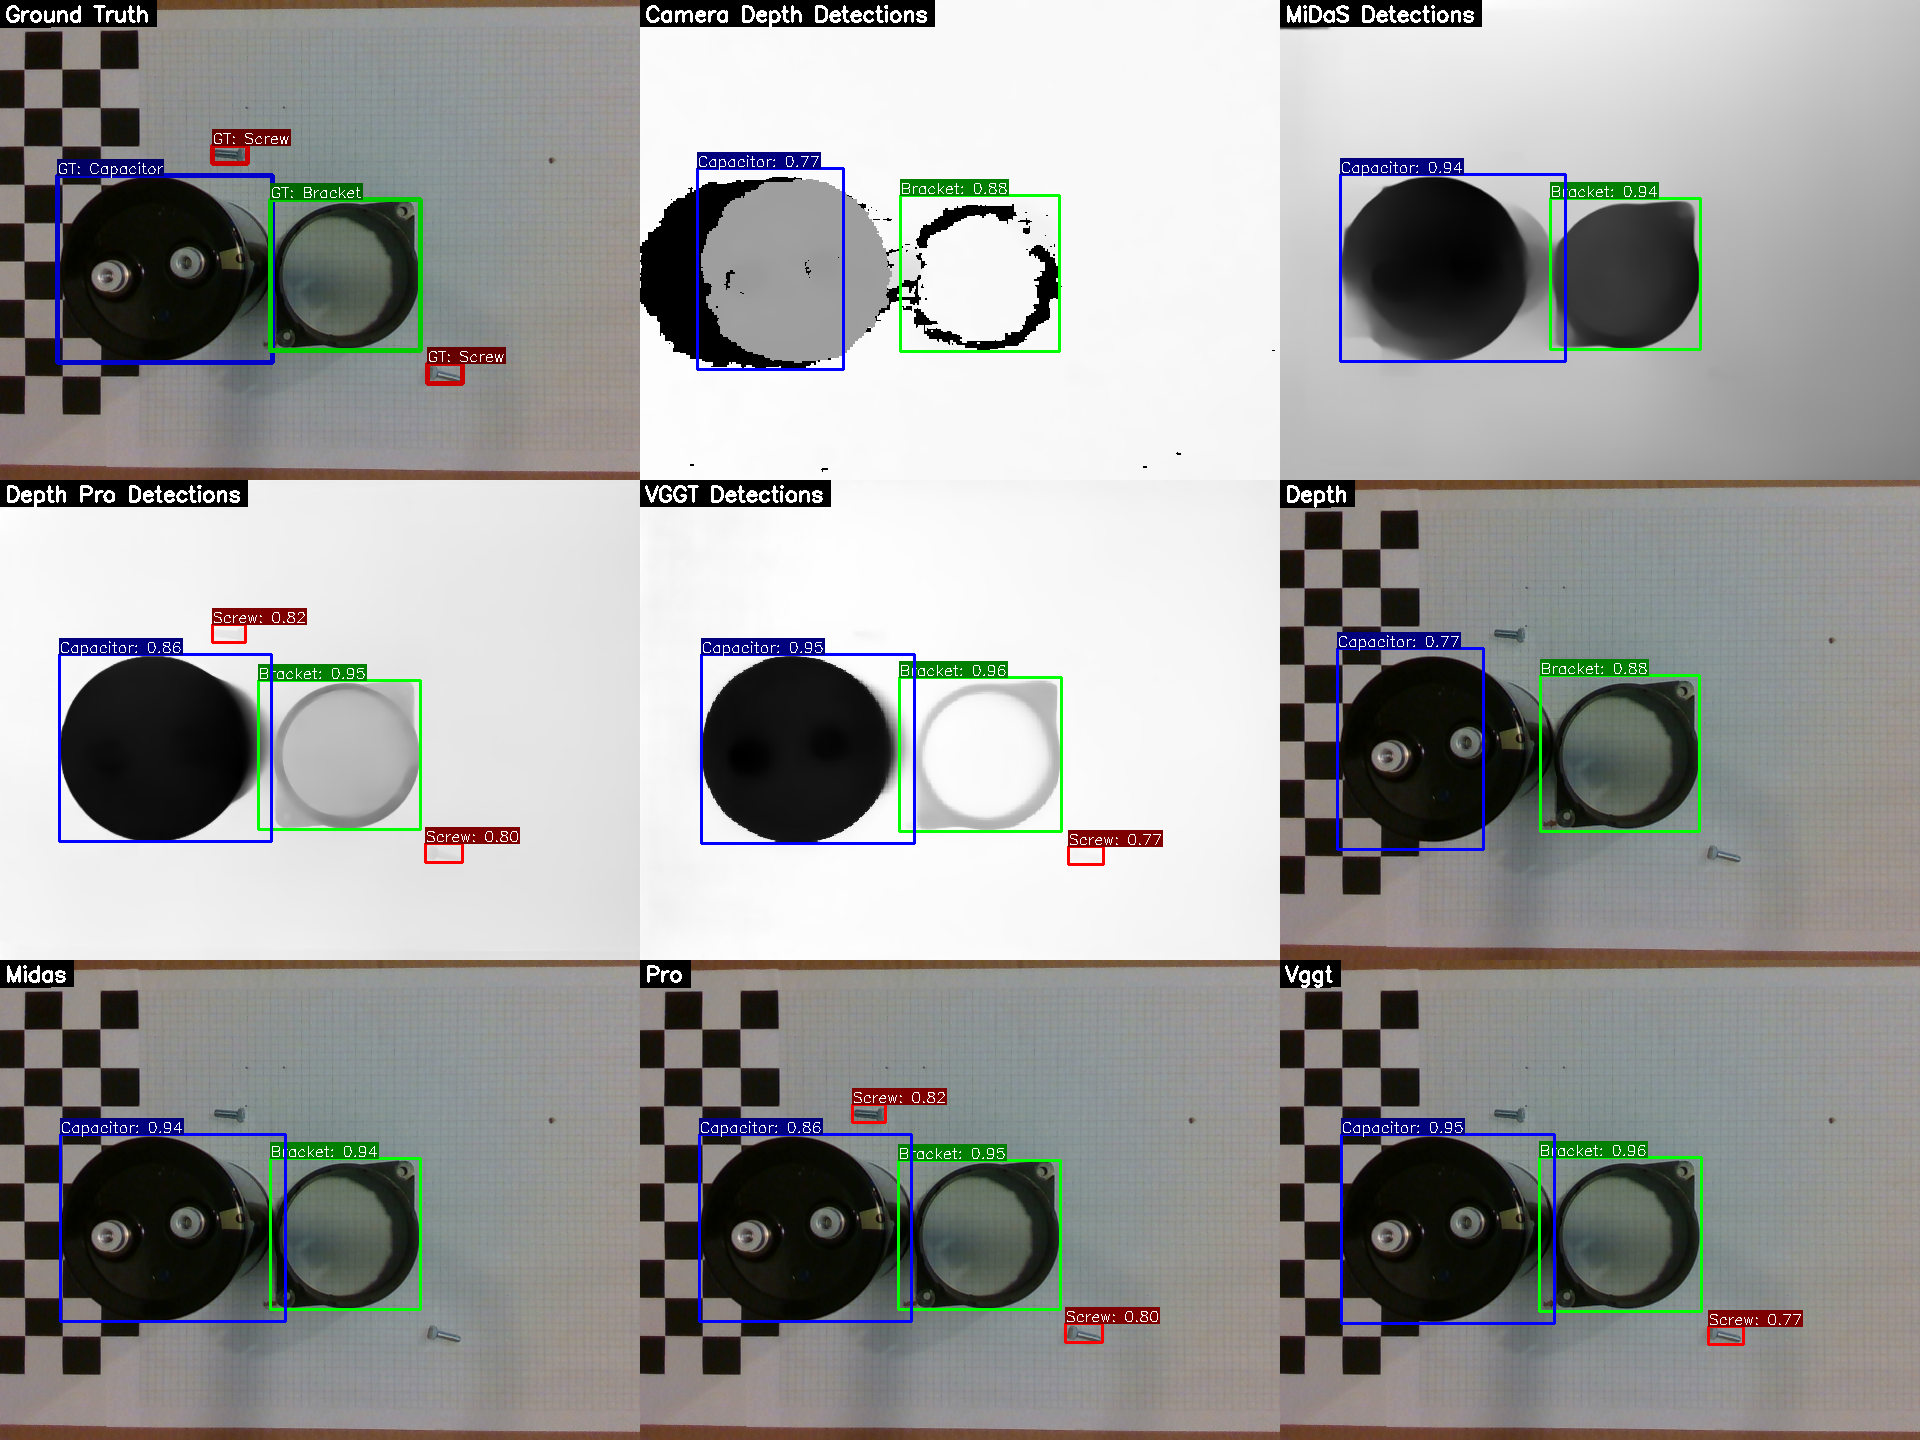 Ground Truth
GT: Screw
GT: Capacitor
GT: Bracket
GT: Screw
Camera Depth Detections
Capacitor: 0.77
Bracket: 0.88
MiDaS Detections
Capacitor: 0.94
Bracket: 0.94
Depth Pro Detections
Screw: 0.82
Capacitor: 0.86
Bracket: 0.95
Screw: 0.80
VGGT Detections
Capacitor: 0.95
Bracket: 0.96
Screw: 0.77
Depth
Capacitor: 0.77
Bracket: 0.88
Midas
Capacitor: 0.94
Bracket: 0.94
Pro
Screw: 0.82
Capacitor: 0.86
Bracket: 0.95
Screw: 0.80
Vggt
Capacitor: 0.95
Bracket: 0.96
Screw: 0.77